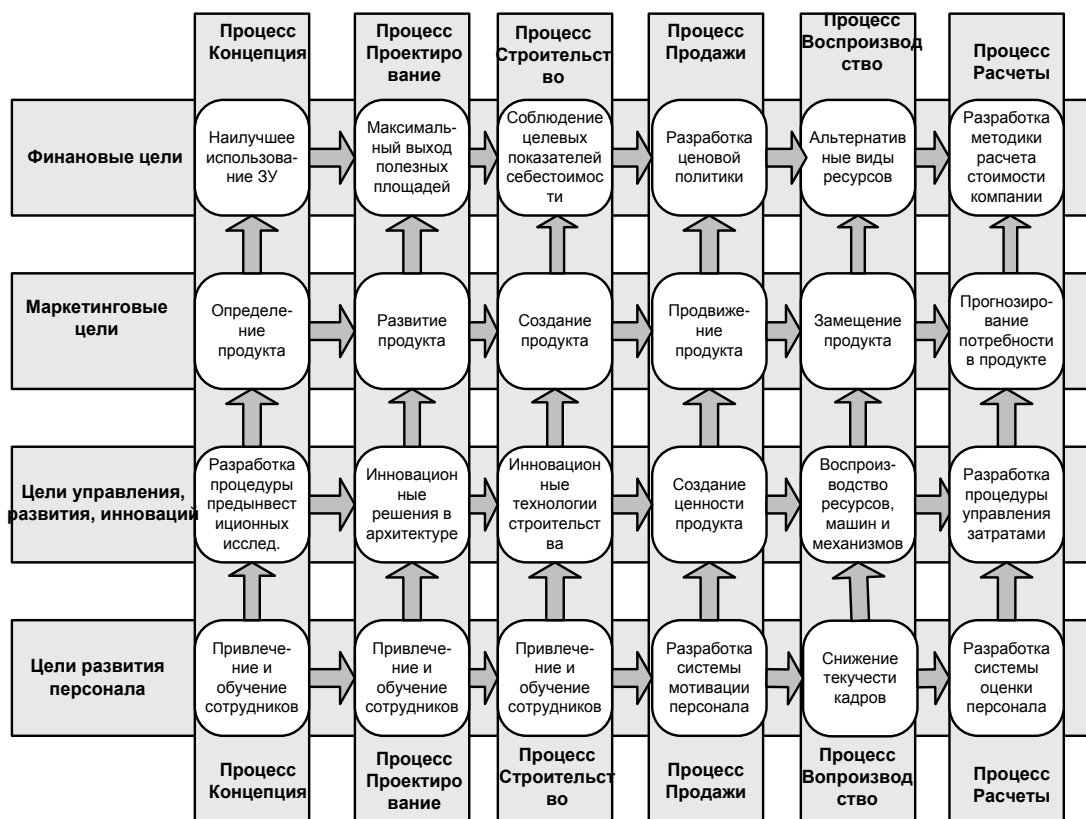 Процесс
Концепция
Процесс
Проектиро
вание
Процесс
Строительст
во
Процесс
Продажи
Процесс
Воспроизвод
ство
Процесс
Расчеты
Финановые цели
Наилучшее
использова-
ние ЗУ
Максималь-
ный выход
полезных
площадей
Соблюдение
целевых
показателей
себестоимос
ти
Разработка
ценовой
политики
Альтернатив
ные виды
ресурсов
Разработка
методики
расчета
стоимости
компании
Маркетинговые
цели
Определе-
ние
продукта
Развитие
продукта
Создание
продукта
Продвиже-
ние
продукта
Замещение
продукта
Прогнозиро-
ование
потребности
в продукте
Цели управления,
развития, инноваций
Разработка
процедуры
предынвест
иционных
исслед.
Инновацион
ные
решения в
архитектуре
Инновацион
ные
технологии
строительст
ва
Создание
ценности
продукта
Воспроиз-
водство
ресурсов,
машин и
механизмов
Разработка
процедуры
управления
затратами
Цели развития
персонала
Привлече-
ние и
обучение
сотрудников
Привлече-
ние и
обучение
сотрудников
Привлече-
ние и
обучение
сотрудников
Разработка
системы
мотивации
персонала
Снижение
текучести
кадров
Разработка
системы
оценки
персонала
Процесс
Концепция
Процесс
Проектиро
вание
Процесс
Строительст
во
Процесс
Продажи
Процесс
Вопроизвод
ство
Процесс
Расчеты